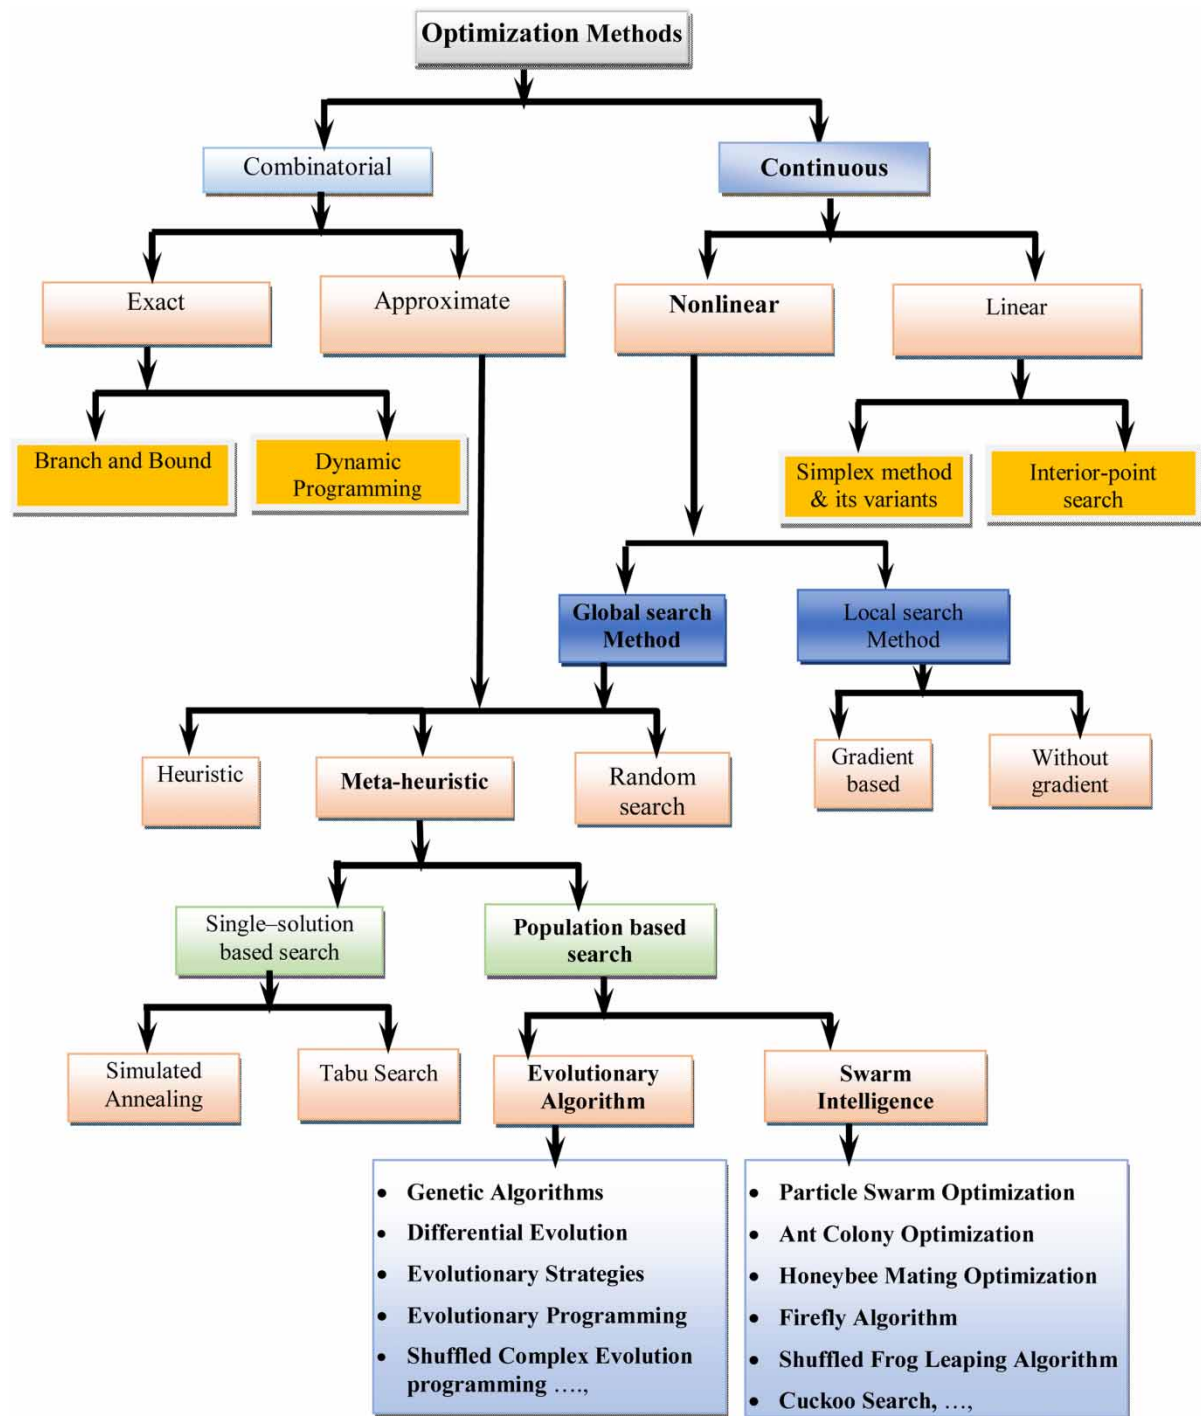 Optimization Methods
Combinatorial
Continuous
Exact
Approximate
Nonlinear
Linear
Branch and Bound
Dynamic
Programming
Simplex method
& its variants
Interior-point
search
Global search
Method
Local search
Method
Heuristic
Meta-heuristic
Random
search
Gradient
based
Without
gradient
Single–solution
based search
Population based
search
Simulated
Annealing
Tabu Search
Evolutionary
Algorithm
Swarm
Intelligence
• Genetic Algorithms
• Differential Evolution
• Evolutionary Strategies
• Evolutionary Programming
• Shuffled Complex Evolution
programming ….,
• Particle Swarm Optimization
• Ant Colony Optimization
• Honeybee Mating Optimization
• Firefly Algorithm
• Shuffled Frog Leaping Algorithm
• Cuckoo Search, …,